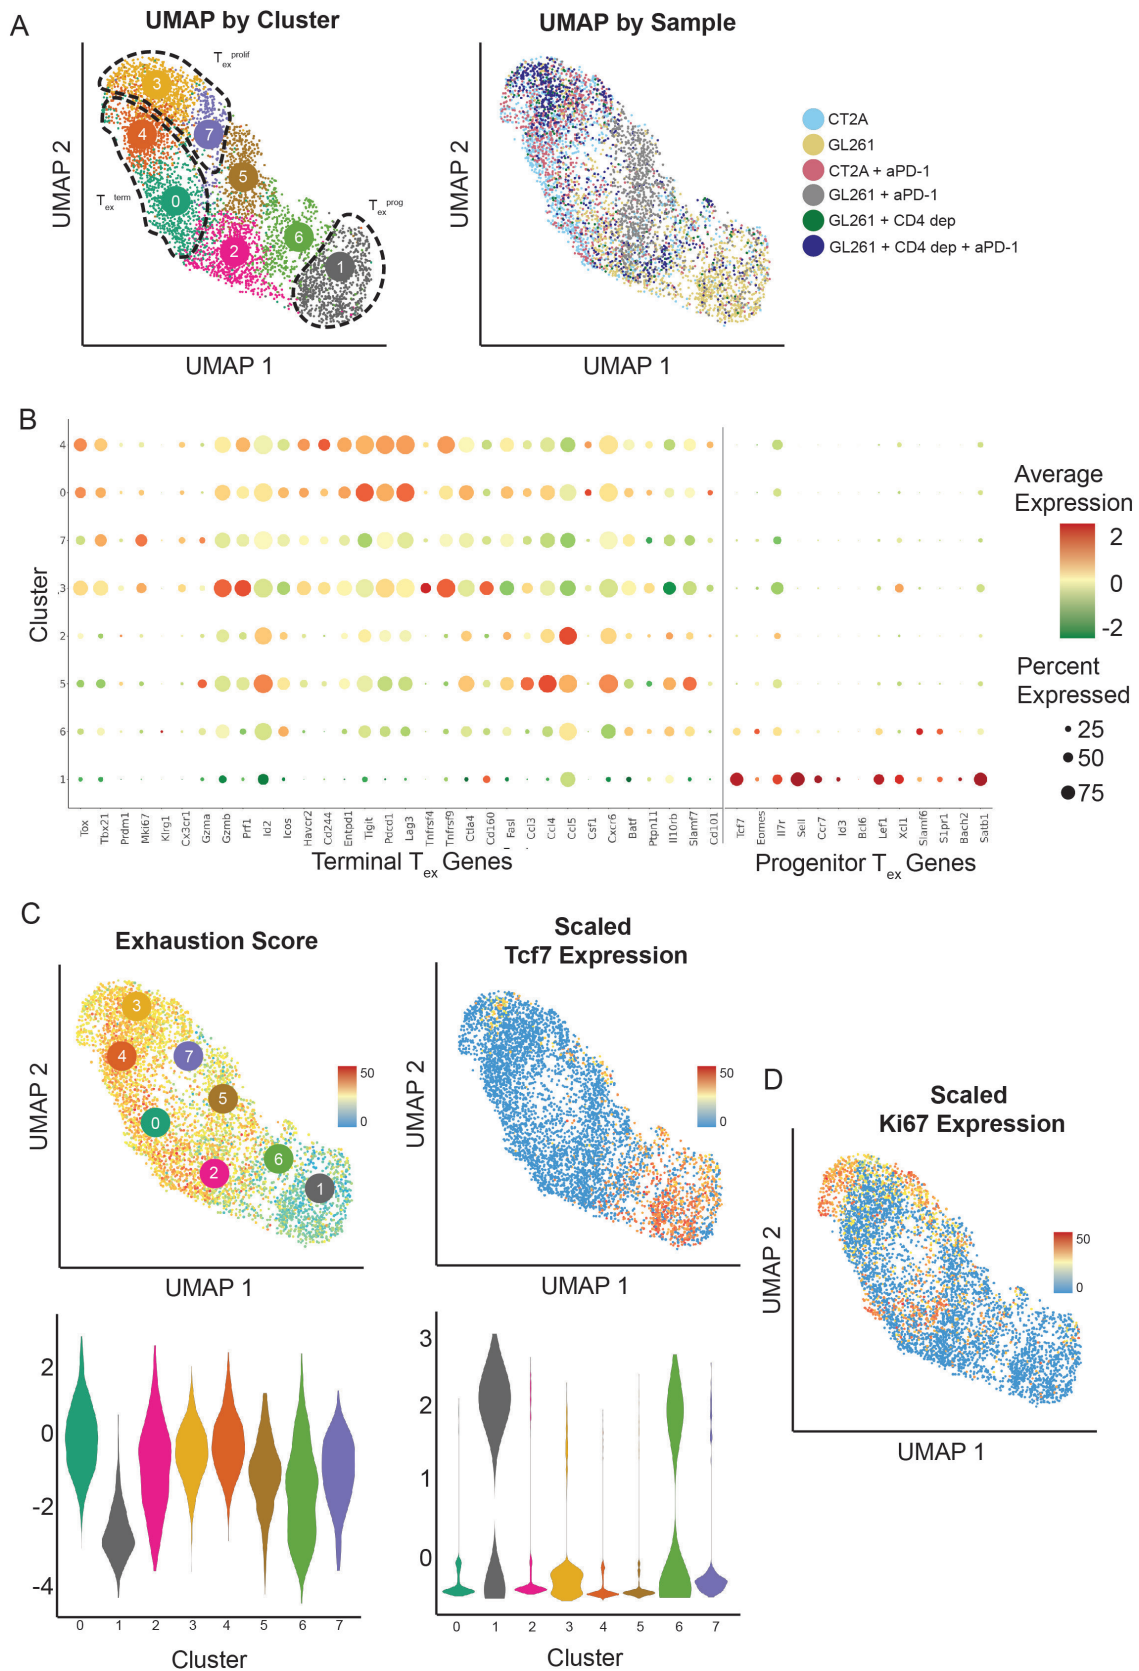 A
UMAP by Cluster
UMAP by Sample
UMAP 2
UMAP 1
3
4
7
5
0
2
6
1
Tex prolif
Tex term
Tex prog
UMAP 2
UMAP 1
CT2A
GL261
CT2A + aPD-1
GL261 + aPD-1
GL261 + CD4 dep
GL261 + CD4 dep + aPD-1
B
Cluster
4
0
7
3
2
5
6
1
Tox
Tbx21
Prdm1
Mki67
Klrg1
Cx3cr1
Gzma
Gzmb
Prf1
Id2
Icos
Havcr2
Cd244
Entpd1
Tigit
Pdcd1
Lag3
Tnfrsf4
Tnfrsf9
Ctla4
Cd160
Fasl
Ccl3
Ccl4
Ccl5
Csf1
Cxcr6
Batf
Ptpn11
Il10rb
Slamf7
Cd101
Tcf7
Eomes
Il7r
Sell
Ccr7
Id3
Bcl6
Lef1
Xcl1
Slamf6
S1pr1
Bach2
Satb1
Terminal Tex Genes
Progenitor Tex Genes
Average
Expression
2
0
-2
Percent
Expressed
25
50
75
C
Exhaustion Score
UMAP 2
UMAP 1
3
4
7
5
0
2
6
1
50
0
Scaled
Tcf7 Expression
UMAP 2
UMAP 1
50
0
D
Scaled
Ki67 Expression
UMAP 2
UMAP 1
50
0
2
0
-2
-4
0 1 2 3 4 5 6 7
Cluster
3
2
1
0
0 1 2 3 4 5 6 7
Cluster